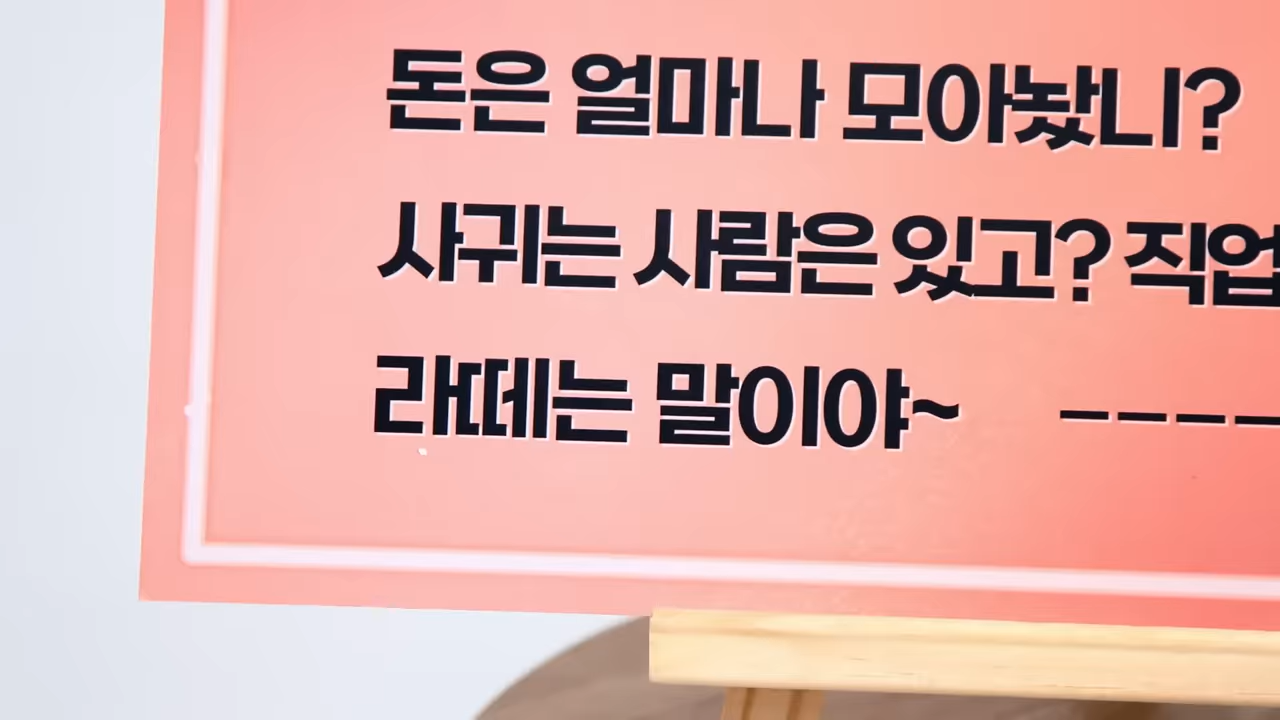 돈은 얼마나 모아놨니?
사귀는 사람은 있고? 직업
라떼는 말이야~ -----